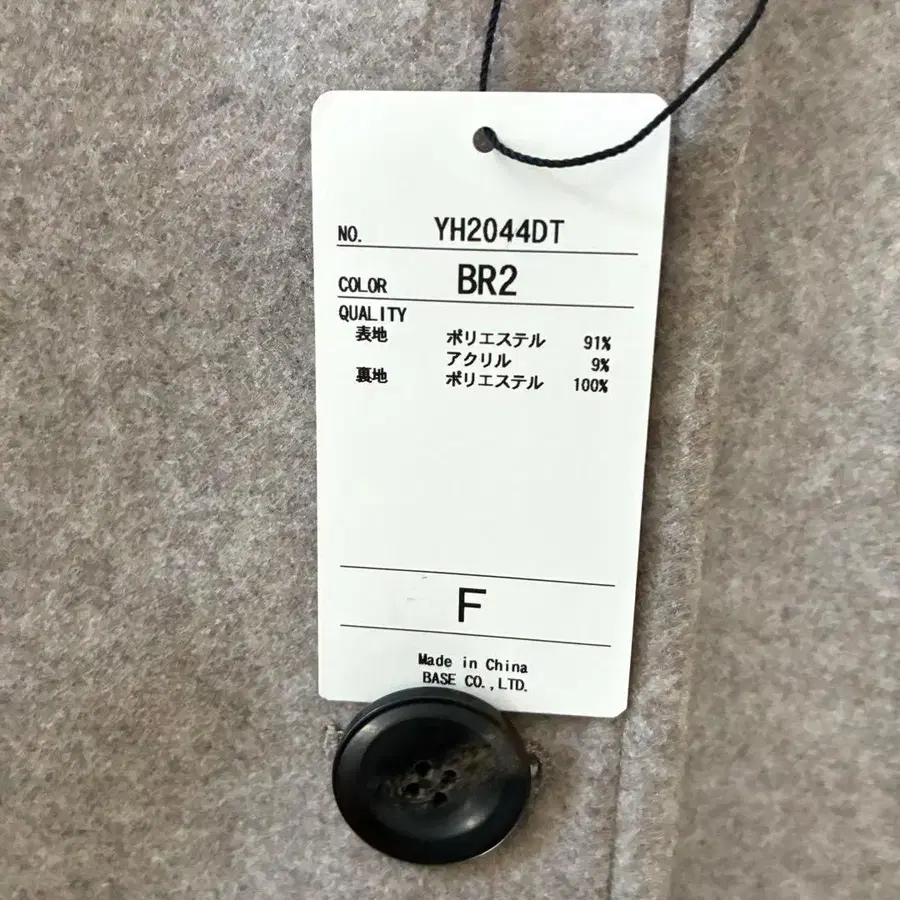 NO. YH2044DT
COLOR BR2
QUALITY
表地 ポリエステル 91%
アクリル 9%
裏地 ポリエステル 100%
F
Made in China
BASE CO.,LTD.